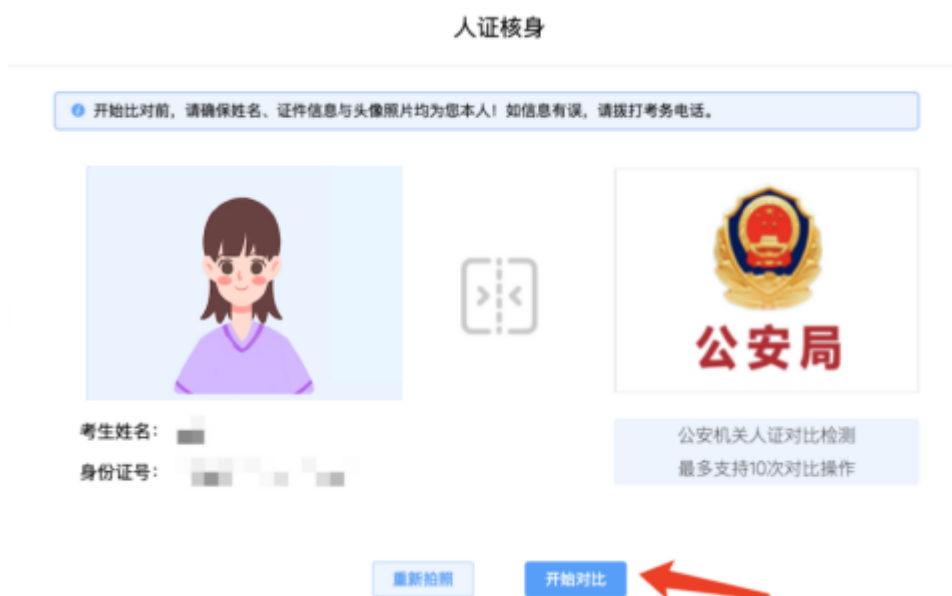 人证核身
开始比对前，请确保姓名、证件信息与头像照片均为您本人！如信息有误，请拨打考务电话。
公安局
考生姓名：
身份证号：
公安机关人证对比检测
最多支持10次对比操作
重新拍照
开始对比